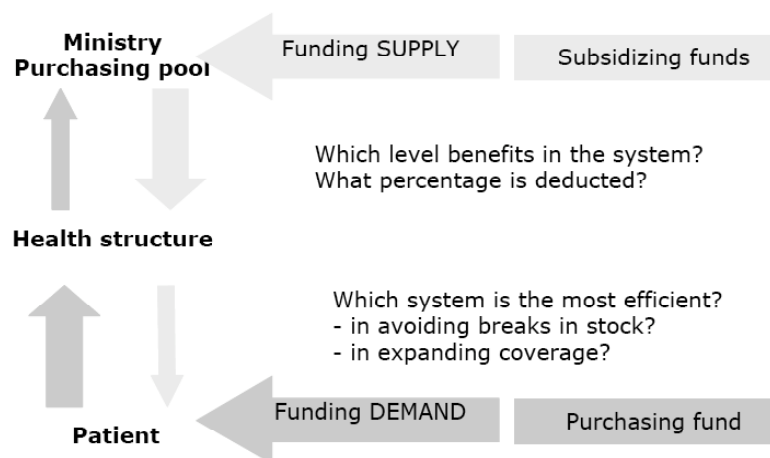 Ministry
Purchasing pool
Funding SUPPLY
Subsidizing funds
Which level benefits in the system?
What percentage is deducted?
Health structure
Which system is the most efficient?
- in avoiding breaks in stock?
- in expanding coverage?
Funding DEMAND
Purchasing fund
Patient